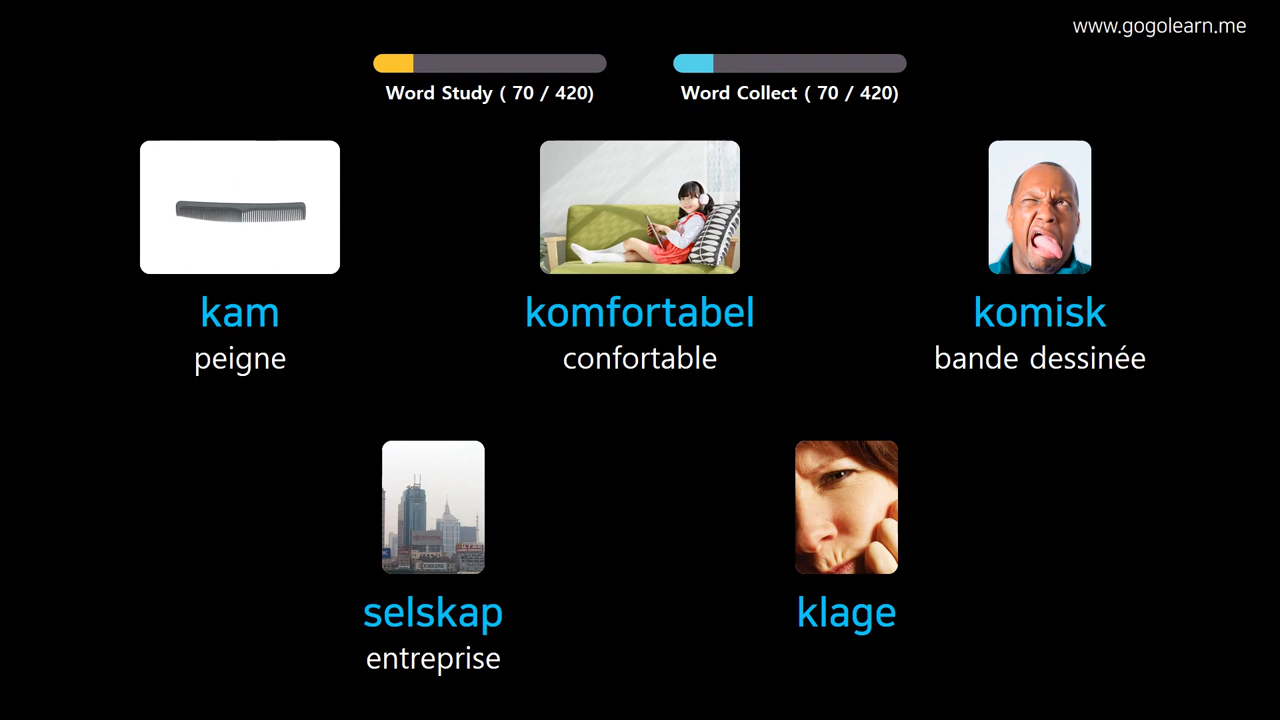 www.gogolearn.me
Word Study ( 70 / 420)
Word Collect ( 70 / 420)
kam
peigne
komfortabel
confortable
komisk
bande dessinée
selskap
entreprise
klage